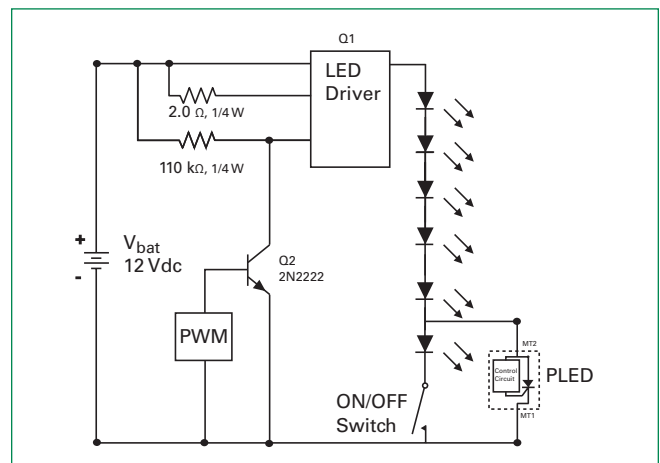 Q1
LED
Driver
2.0 Ω, 1/4 W
110 kΩ, 1/4 W
+
Vbat
12 Vdc
-
Q2
2N2222
PWM
MT2
Control
Circuit
PLED
MT1
ON/OFF
Switch